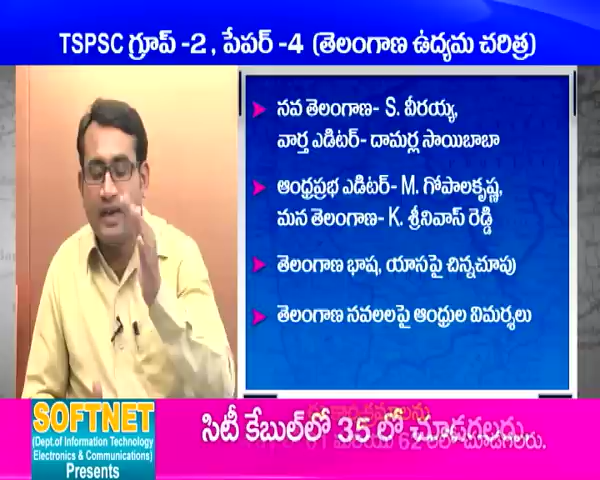 TSPSC గ్రూప్ -2 , పేపర్ -4 (తెలంగాణ ఉద్యమ చరిత్ర)
నవ తెలంగాణ- S. వీరయ్య,
వార్త ఎడిటర్- దామర్ల సాయిబాబా
ఆంధ్రప్రభ ఎడిటర్- M. గోపాలకృష్ణ,
మన తెలంగాణ- K. శ్రీనివాస్ రెడ్డి
తెలంగాణ భాష, యాసపై చిన్నచూపు
తెలంగాణ నవలలపై ఆంధ్రుల విమర్శలు
SOFTNET
(Dept.of Information Technology
Electronics & Communications)
Presents
సిటీ కేబుల్‌లో 35 లో చూడగలరు.